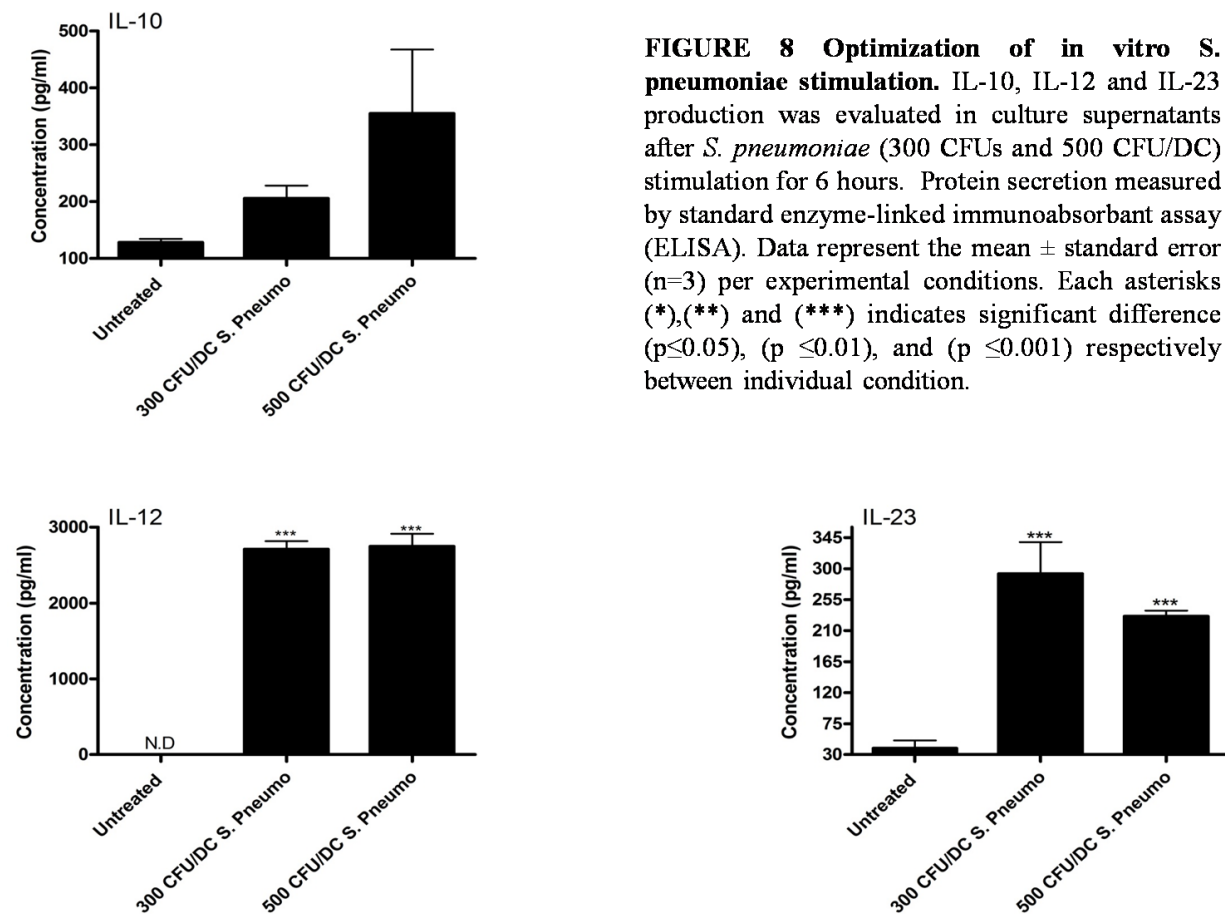 IL-10
Concentration (pg/ml)
500
400
300
200
100
Untreated
300 CFU/DC S. Pneumo
500 CFU/DC S. Pneumo
FIGURE 8 Optimization of in vitro S.
pneumoniae stimulation. IL-10, IL-12 and IL-23
production was evaluated in culture supernatants
after S. pneumoniae (300 CFUs and 500 CFU/DC)
stimulation for 6 hours. Protein secretion measured
by standard enzyme-linked immunoabsorbant assay
(ELISA). Data represent the mean ± standard error
(n=3) per experimental conditions. Each asterisks
(*),(**) and (***) indicates significant difference
(p≤0.05), (p ≤0.01), and (p ≤0.001) respectively
between individual condition.
IL-12
Concentration (pg/ml)
3000
2000
1000
0
N.D
***
***
Untreated
300 CFU/DC S. Pneumo
500 CFU/DC S. Pneumo
IL-23
Concentration (pg/ml)
345
300
255
210
165
120
75
30
***
***
Untreated
300 CFU/DC S. Pneumo
500 CFU/DC S. Pneumo